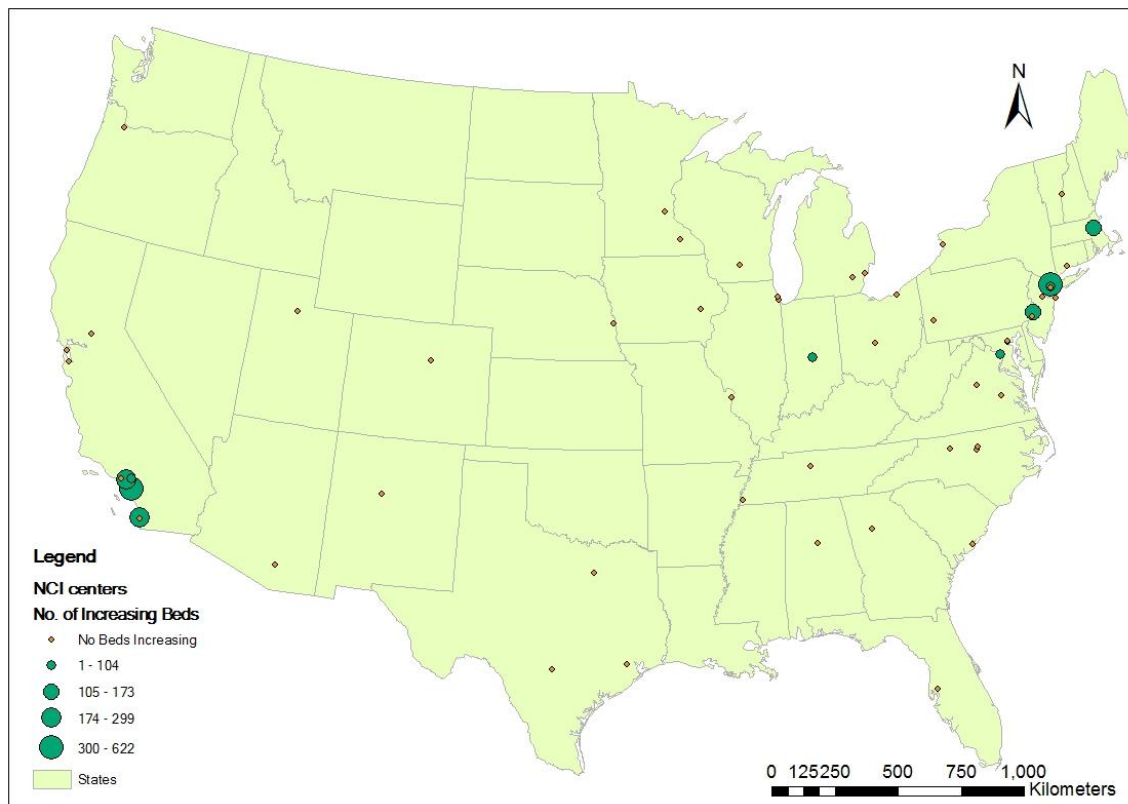 N
Legend
NCI centers
No. of Increasing Beds
No Beds Increasing
1 - 104
105 - 173
174 - 299
300 - 622
States
0 125250 500 750 1,000
Kilometers